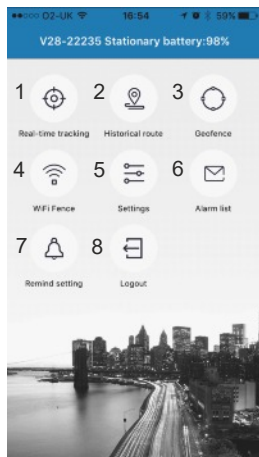 O2-UK 16:54 59%
V28-22235 Stationary battery:98%
1 2 3
Real-time tracking Historical route Geofence
4 5 6
WiFi Fence Settings Alarm list
7 8
Remind setting Logout